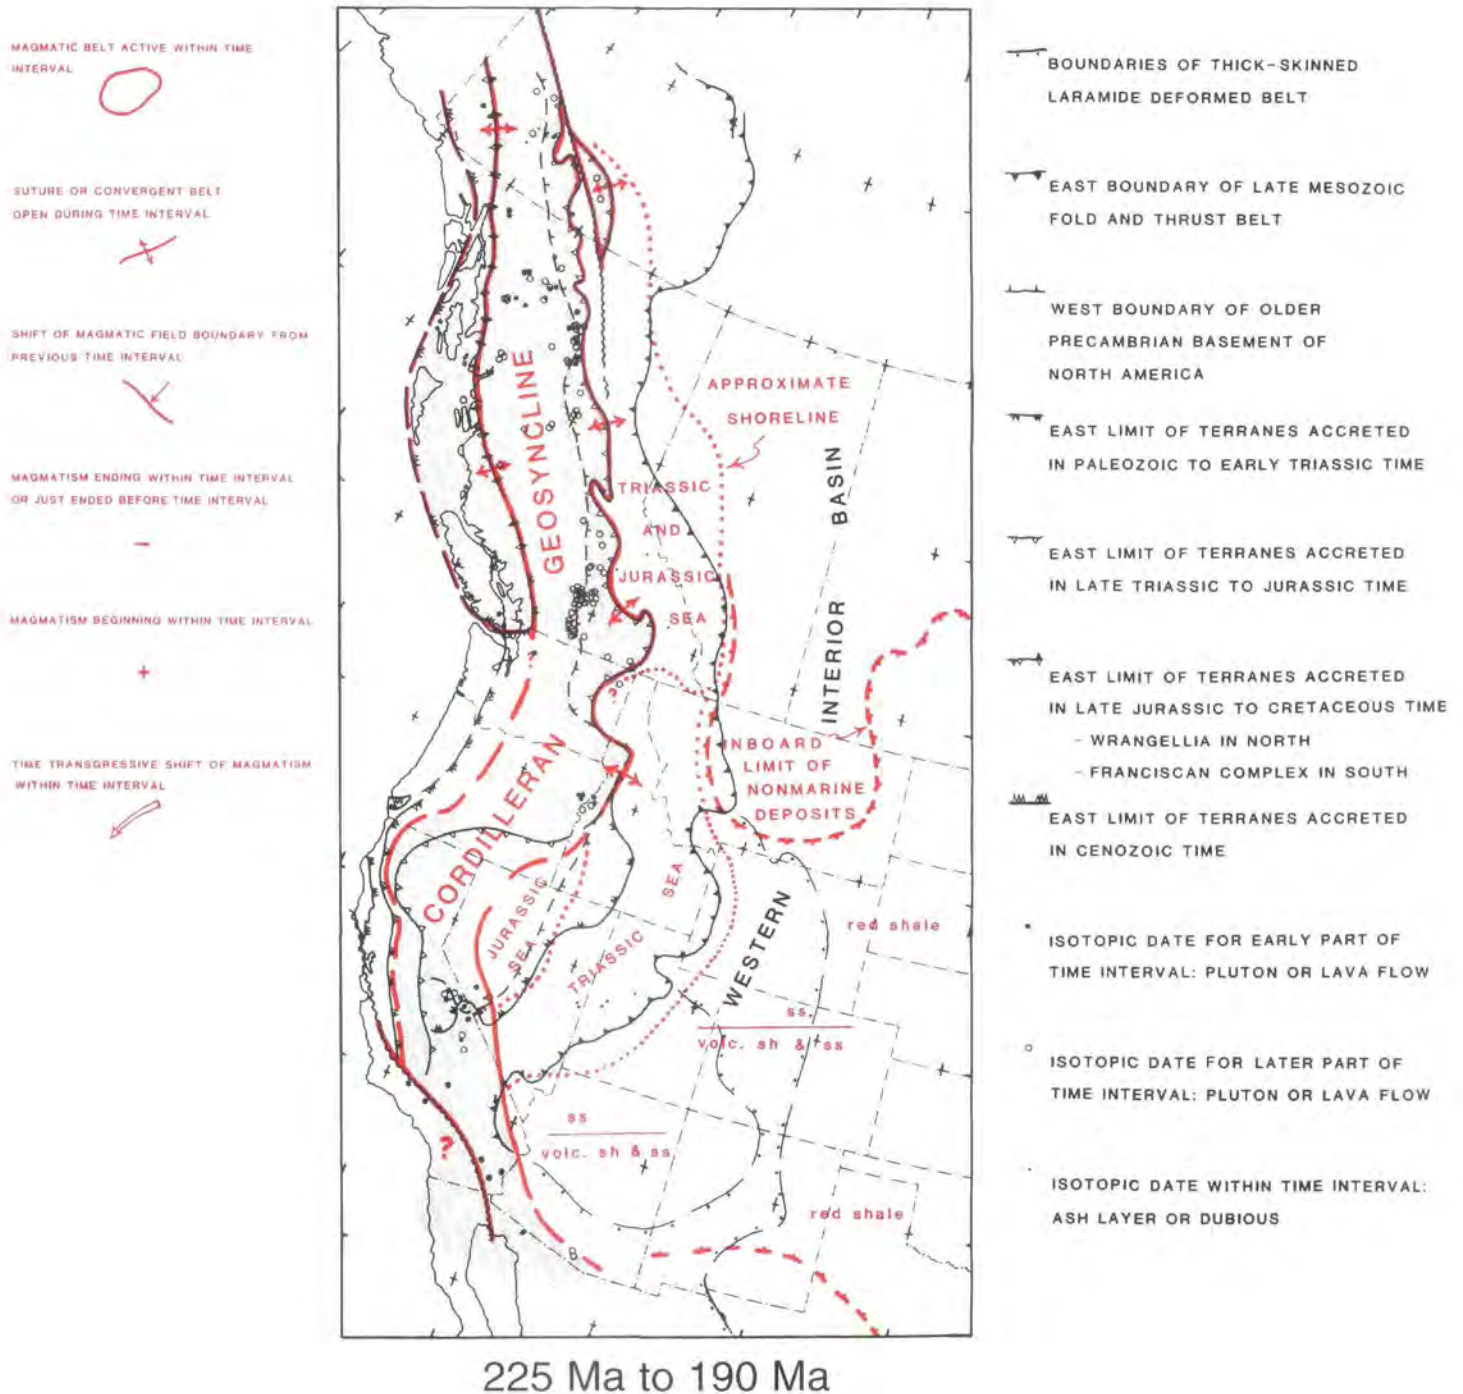 MAGMATIC BELT ACTIVE WITHIN TIME
INTERVAL
SUTURE OR CONVERGENT BELT
OPEN DURING TIME INTERVAL
SHIFT OF MAGMATIC FIELD BOUNDARY FROM
PREVIOUS TIME INTERVAL
MAGMATISM ENDING WITHIN TIME INTERVAL
OR JUST ENDED BEFORE TIME INTERVAL
–
MAGMATISM BEGINNING WITHIN TIME INTERVAL
+
TIME TRANSGRESSIVE SHIFT OF MAGMATISM
WITHIN TIME INTERVAL
GEOSYNCLINE
CORDILLERAN
APPROXIMATE
SHORELINE
TRIASSIC
AND
JURASSIC
SEA
INTERIOR BASIN
WESTERN
INBOARD
LIMIT OF
NONMARINE
DEPOSITS
JURASSIC
SEA
TRIASSIC
SEA
red shale
ss.
volc. sh & ss
ss
volc. sh & ss
?
B
red shale
BOUNDARIES OF THICK-SKINNED
LARAMIDE DEFORMED BELT
EAST BOUNDARY OF LATE MESOZOIC
FOLD AND THRUST BELT
WEST BOUNDARY OF OLDER
PRECAMBRIAN BASEMENT OF
NORTH AMERICA
EAST LIMIT OF TERRANES ACCRETED
IN PALEOZOIC TO EARLY TRIASSIC TIME
EAST LIMIT OF TERRANES ACCRETED
IN LATE TRIASSIC TO JURASSIC TIME
EAST LIMIT OF TERRANES ACCRETED
IN LATE JURASSIC TO CRETACEOUS TIME
- WRANGELLIA IN NORTH
- FRANCISCAN COMPLEX IN SOUTH
EAST LIMIT OF TERRANES ACCRETED
IN CENOZOIC TIME
ISOTOPIC DATE FOR EARLY PART OF
TIME INTERVAL: PLUTON OR LAVA FLOW
ISOTOPIC DATE FOR LATER PART OF
TIME INTERVAL: PLUTON OR LAVA FLOW
ISOTOPIC DATE WITHIN TIME INTERVAL:
ASH LAYER OR DUBIOUS
225 Ma to 190 Ma